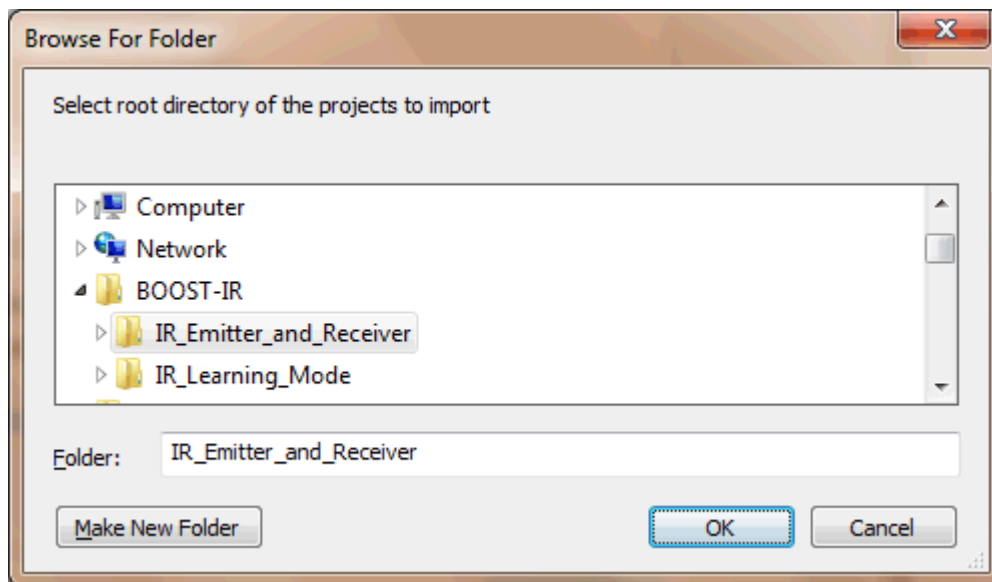 Browse For Folder
Select root directory of the projects to import
Computer
Network
BOOST-IR
IR_Emitter_and_Receiver
IR_Learning_Mode
Folder: IR_Emitter_and_Receiver
Make New Folder OK Cancel